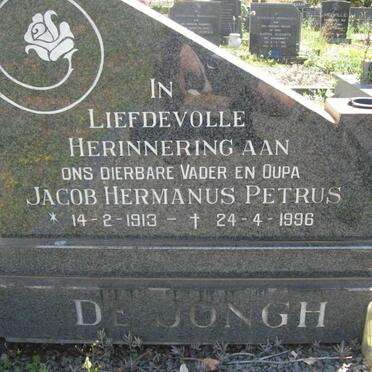 IN
LIEFDEVOLLE
HERINNERING AAN
ONS DIERBARE VADER EN OUPA
JACOB HERMANUS PETRUS
* 14-2-1913 - † 24-4-1996
DE JONGH